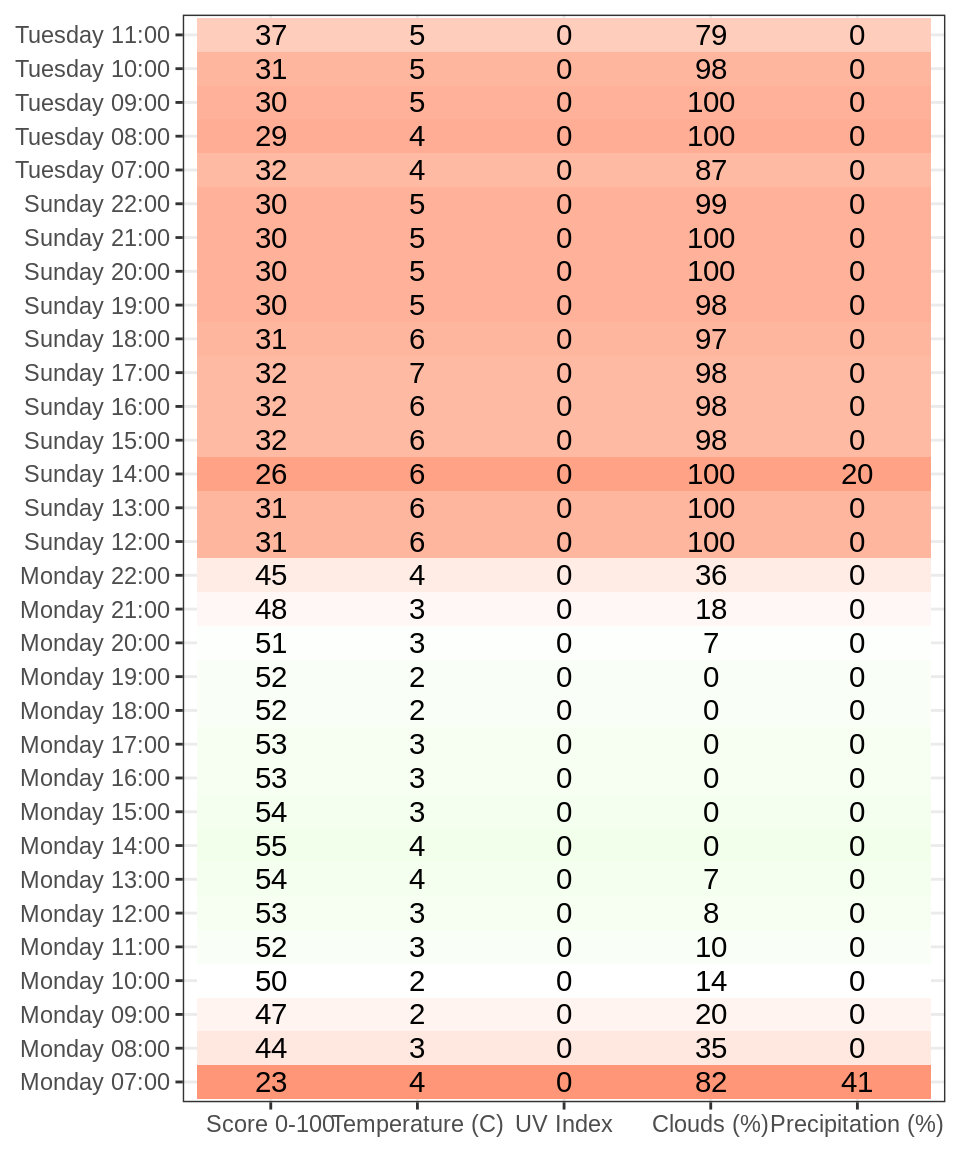 Tuesday 11:00 37 5 0 79 0
Tuesday 10:00 31 5 0 98 0
Tuesday 09:00 30 5 0 100 0
Tuesday 08:00 29 4 0 100 0
Tuesday 07:00 32 4 0 87 0
Sunday 22:00 30 5 0 99 0
Sunday 21:00 30 5 0 100 0
Sunday 20:00 30 5 0 100 0
Sunday 19:00 30 5 0 98 0
Sunday 18:00 31 6 0 97 0
Sunday 17:00 32 7 0 98 0
Sunday 16:00 32 6 0 98 0
Sunday 15:00 32 6 0 98 0
Sunday 14:00 26 6 0 100 20
Sunday 13:00 31 6 0 100 0
Sunday 12:00 31 6 0 100 0
Monday 22:00 45 4 0 36 0
Monday 21:00 48 3 0 18 0
Monday 20:00 51 3 0 7 0
Monday 19:00 52 2 0 0 0
Monday 18:00 52 2 0 0 0
Monday 17:00 53 3 0 0 0
Monday 16:00 53 3 0 0 0
Monday 15:00 54 3 0 0 0
Monday 14:00 55 4 0 0 0
Monday 13:00 54 4 0 7 0
Monday 12:00 53 3 0 8 0
Monday 11:00 52 3 0 10 0
Monday 10:00 50 2 0 14 0
Monday 09:00 47 2 0 20 0
Monday 08:00 44 3 0 35 0
Monday 07:00 23 4 0 82 41
Score 0-100 Temperature (C) UV Index Clouds (%) Precipitation (%)